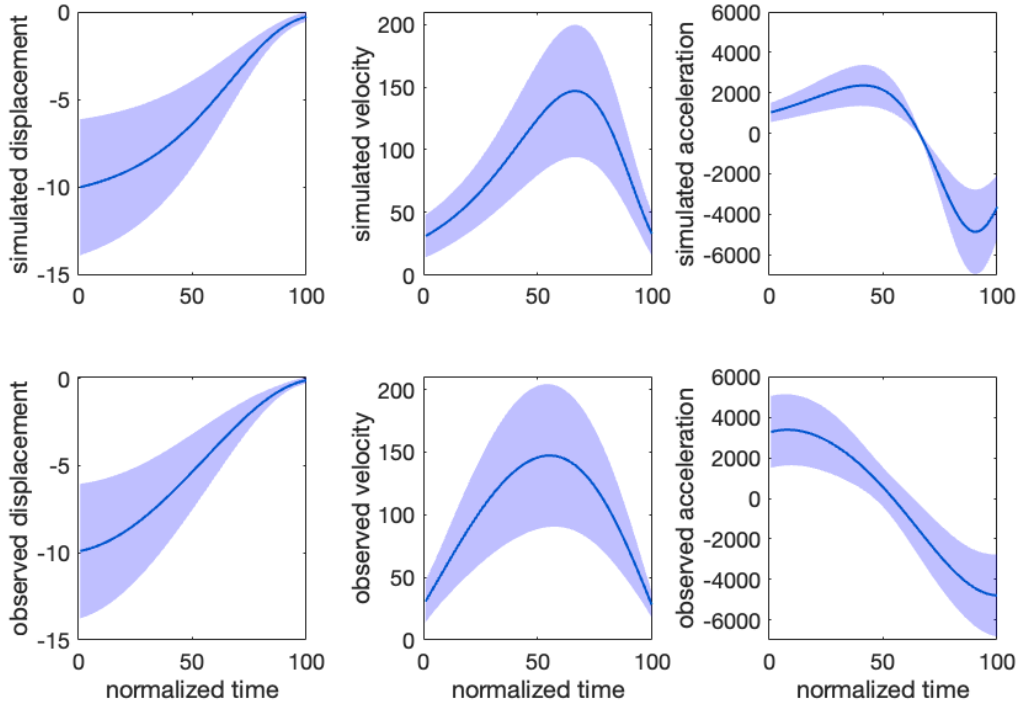 simulated displacement
0
-5
-10
-15
0 50 100
simulated velocity
200
150
100
50
0
0 50 100
simulated acceleration
6000
4000
2000
0
-2000
-4000
-6000
0 50 100
observed displacement
0
-5
-10
-15
0 50 100
normalized time
observed velocity
200
150
100
50
0
0 50 100
normalized time
observed acceleration
6000
4000
2000
0
-2000
-4000
-6000
0 50 100
normalized time